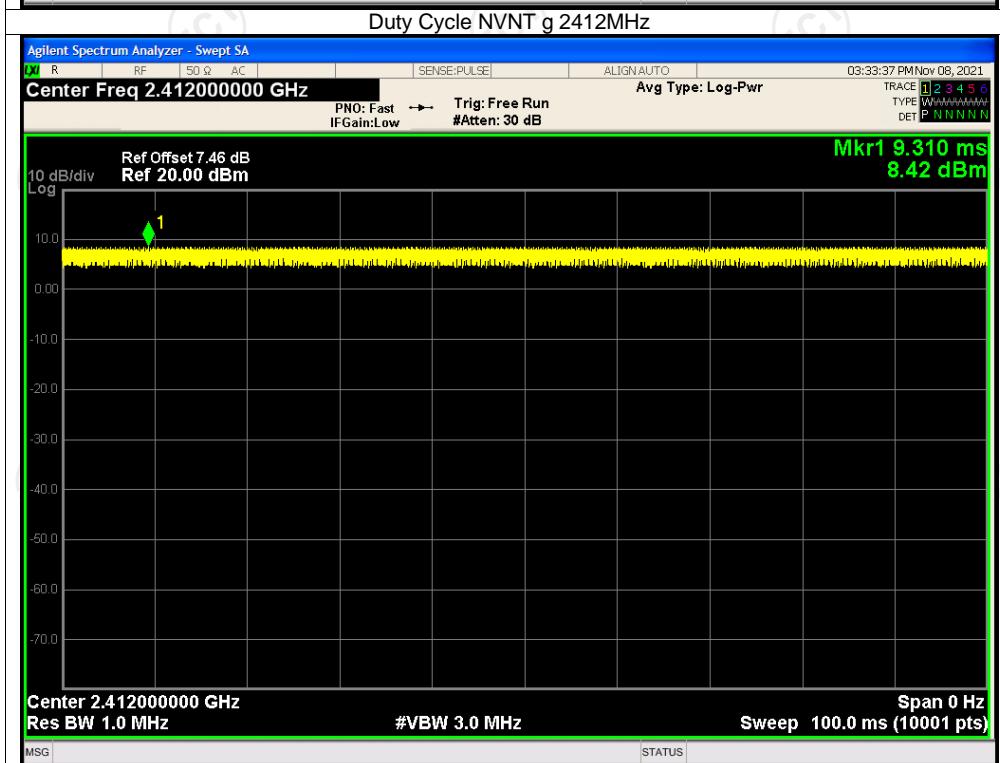 Duty Cycle NVNT g 2412MHz
Agilent Spectrum Analyzer - Swept SA
LXI R RF 50 Ω AC SENSE:PULSE ALIGNAUTO 03:33:37 PM Nov 08, 2021
Center Freq 2.412000000 GHz Avg Type: Log-Pwr TRACE 1 2 3 4 5 6
PNO: Fast Trig: Free Run TYPE WWWWWW
IFGain:Low #Atten: 30 dB DET P N N N N N
Mkr1 9.310 ms
Ref Offset 7.46 dB
10 dB/div Ref 20.00 dBm 8.42 dBm
Log
1
10.0
0.00
-10.0
-20.0
-30.0
-40.0
-50.0
-60.0
-70.0
Center 2.412000000 GHz Span 0 Hz
Res BW 1.0 MHz #VBW 3.0 MHz Sweep 100.0 ms (10001 pts)
MSG STATUS